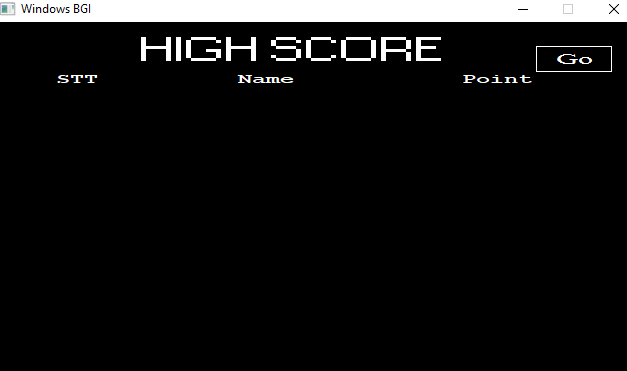 Windows BGI
HIGH SCORE
Go
STT Name Point